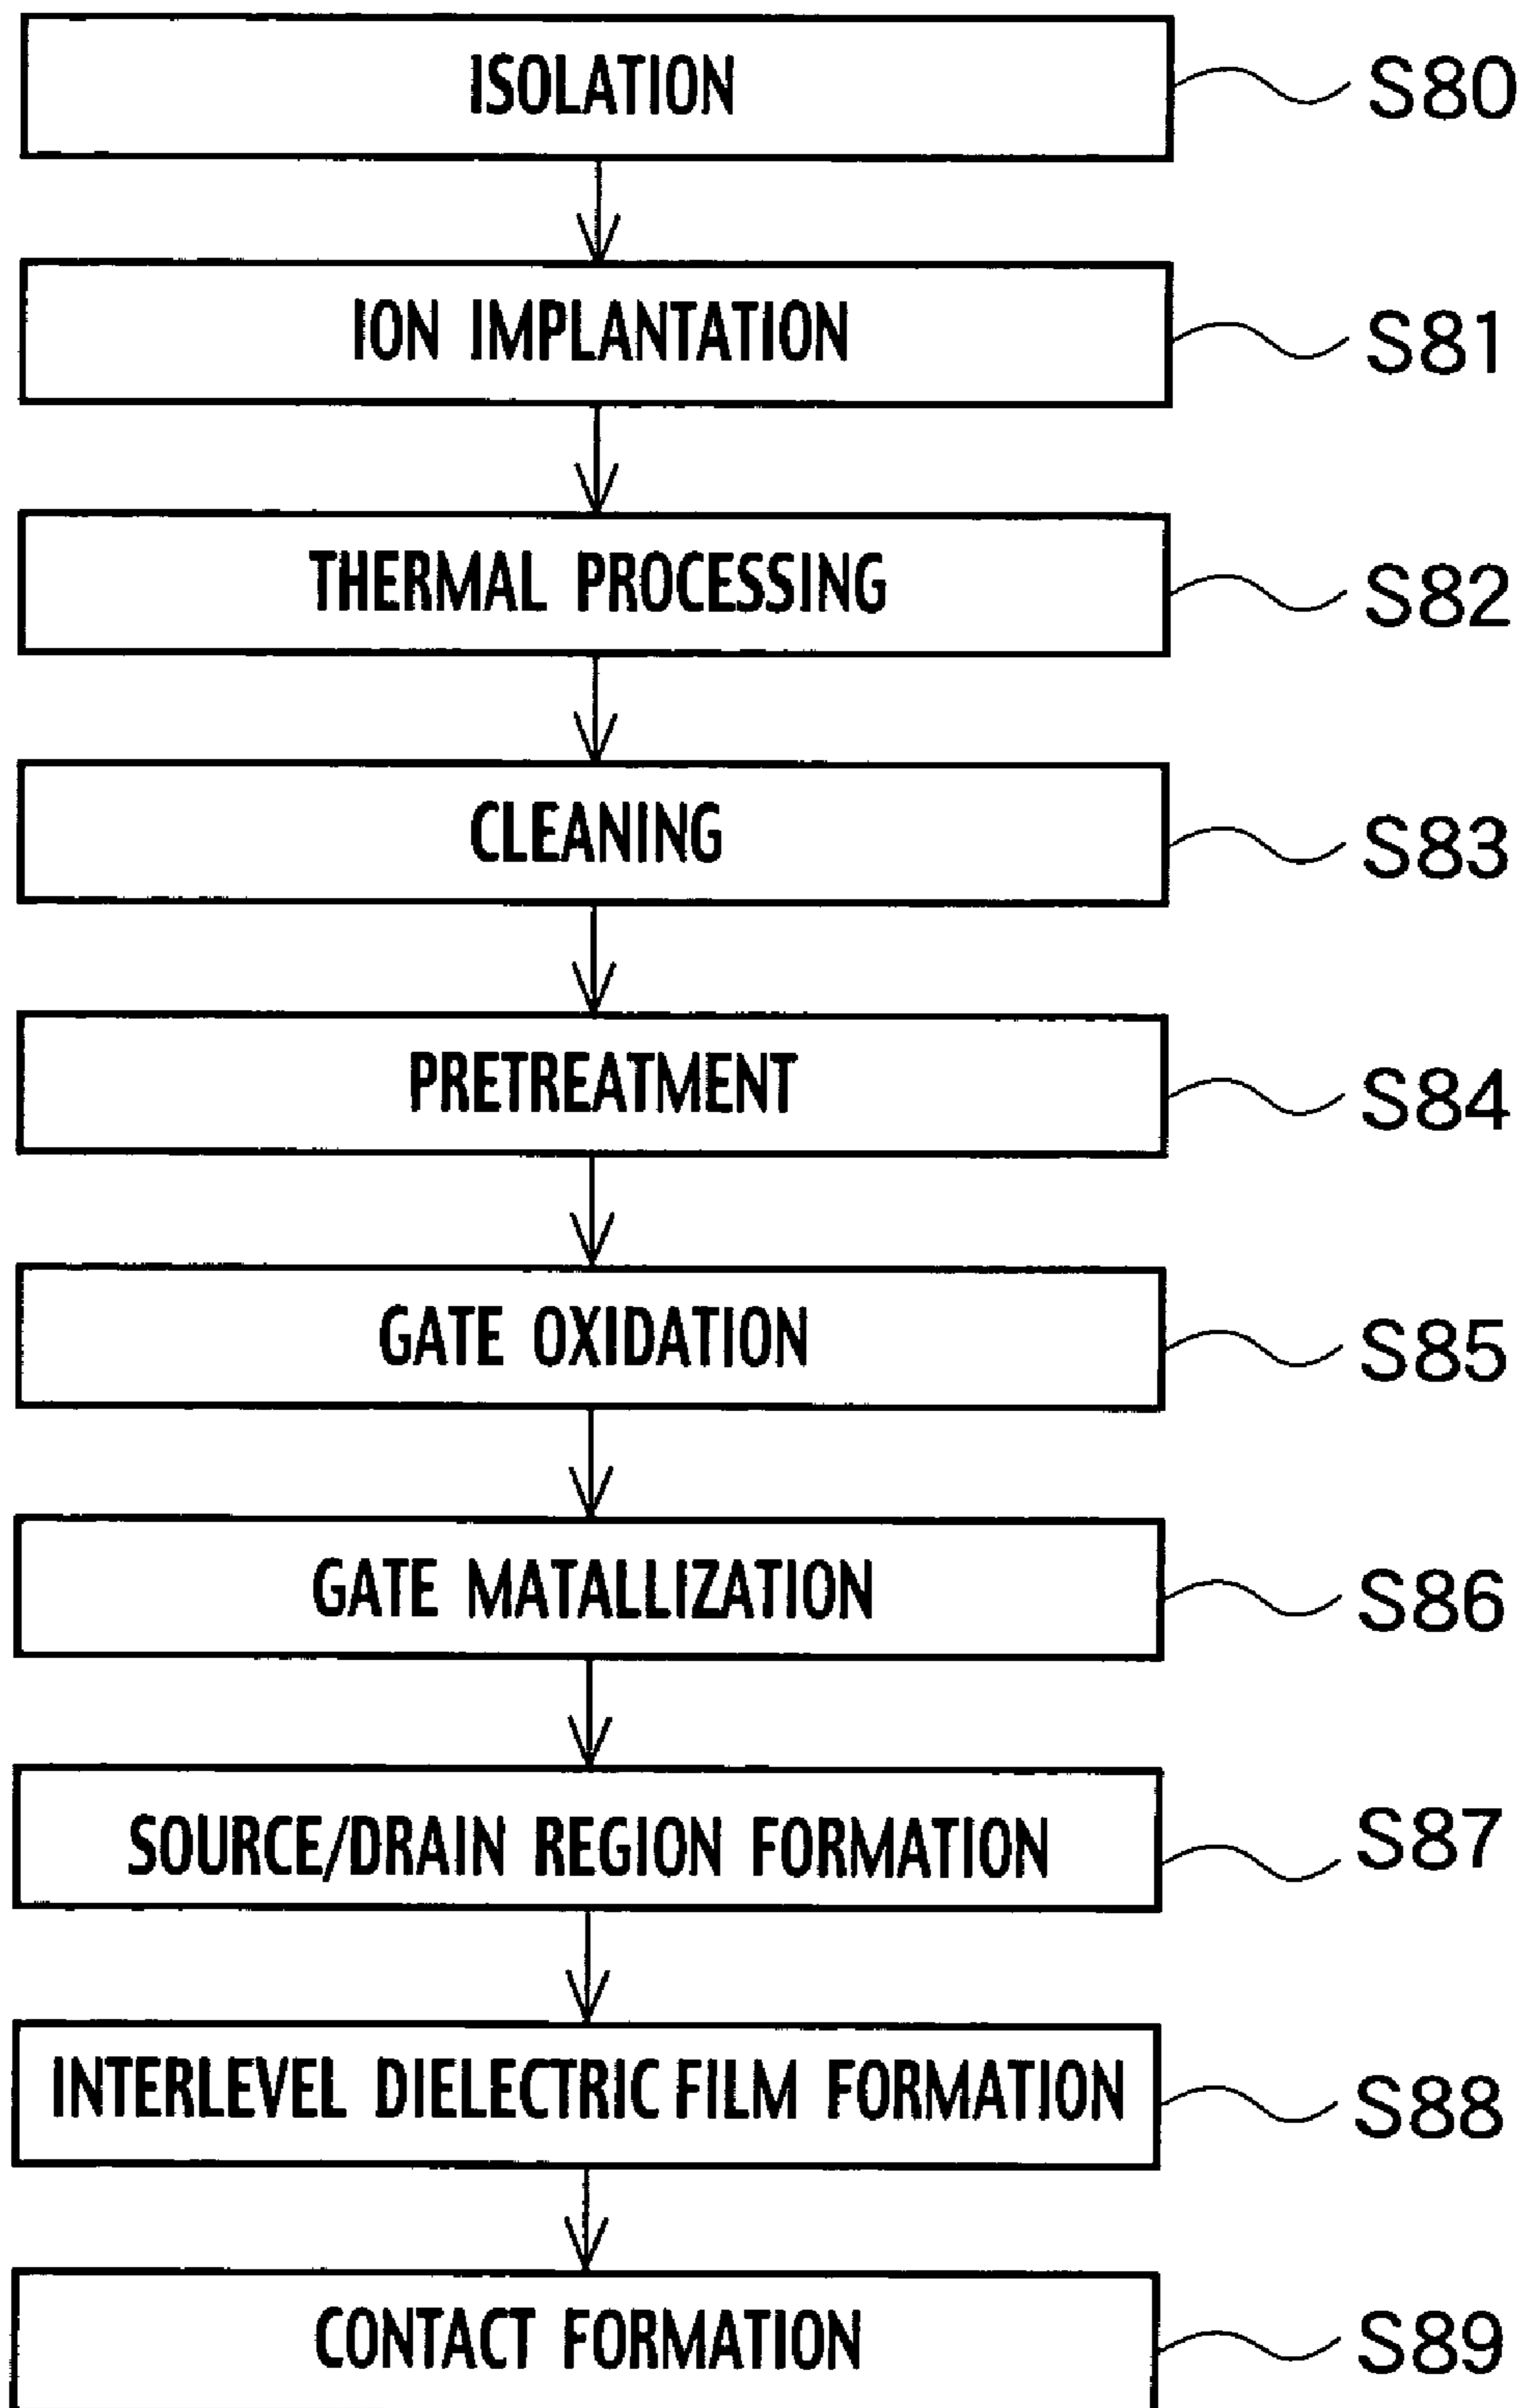 ISOLATION S80
ION IMPLANTATION S81
THERMAL PROCESSING S82
CLEANING S83
PRETREATMENT S84
GATE OXIDATION S85
GATE MATALLIZATION S86
SOURCE/DRAIN REGION FORMATION S87
INTERLEVEL DIELECTRIC FILM FORMATION S88
CONTACT FORMATION S89